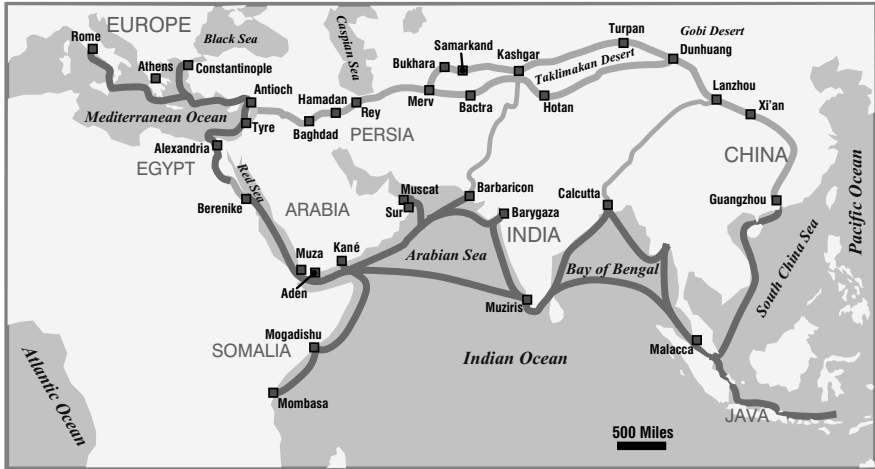 EUROPE
Rome
Black Sea
Caspian Sea
Athens
Constantinople
Bukhara
Samarkand
Kashgar
Turpan
Gobi Desert
Dunhuang
Taklimakan Desert
Antioch
Hamadan
Rey
Merv
Bactra
Hotan
Lanzhou
Xi'an
Mediterranean Ocean
Tyre
Baghdad
PERSIA
Alexandria
EGYPT
CHINA
Red Sea
Muscat
Barbaricon
Calcutta
Guangzhou
Berenike
ARABIA
Sur
Barygaza
INDIA
Pacific Ocean
Muza
Kané
Arabian Sea
Bay of Bengal
South China Sea
Aden
Muziris
Mogadishu
SOMALIA
Indian Ocean
Malacca
Atlantic Ocean
Mombasa
JAVA
500 Miles